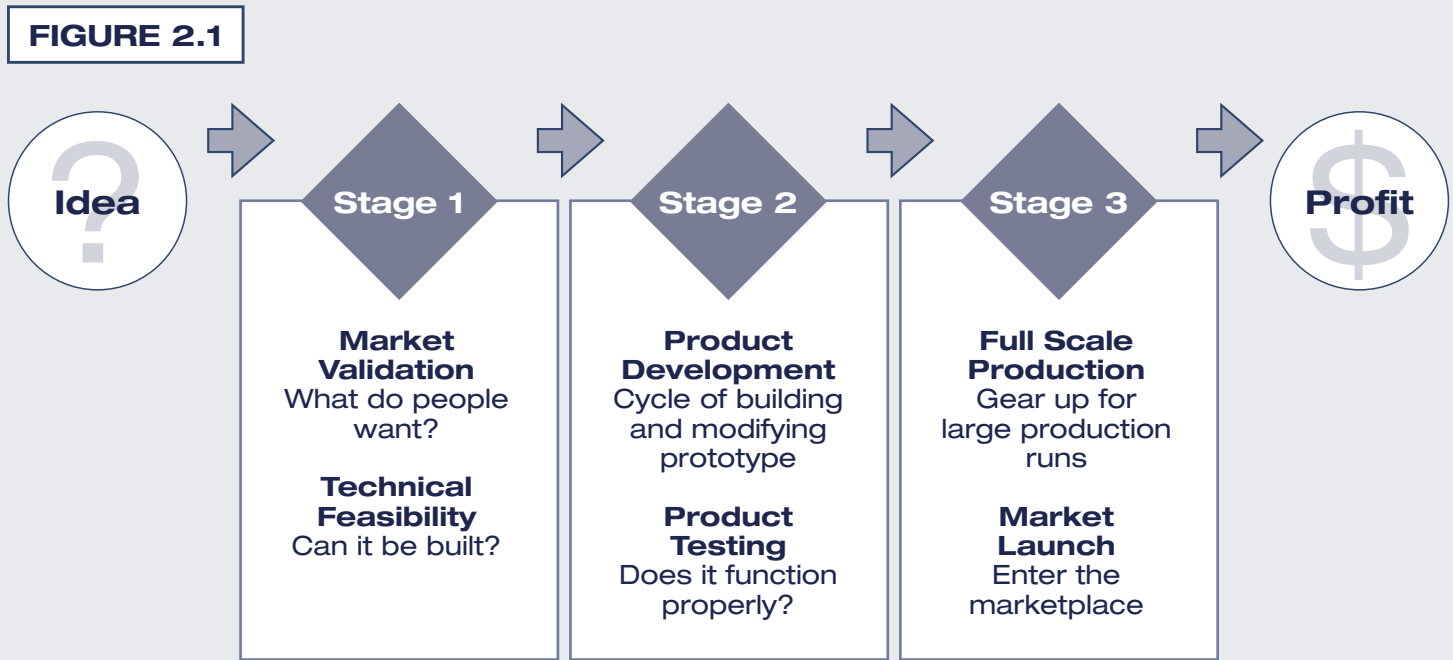 FIGURE 2.1
?
Idea
Stage 1
Market
Validation
What do people
want?
Technical
Feasibility
Can it be built?
Stage 2
Product
Development
Cycle of building
and modifying
prototype
Product
Testing
Does it function
properly?
Stage 3
Full Scale
Production
Gear up for
large production
runs
Market
Launch
Enter the
marketplace
$
Profit